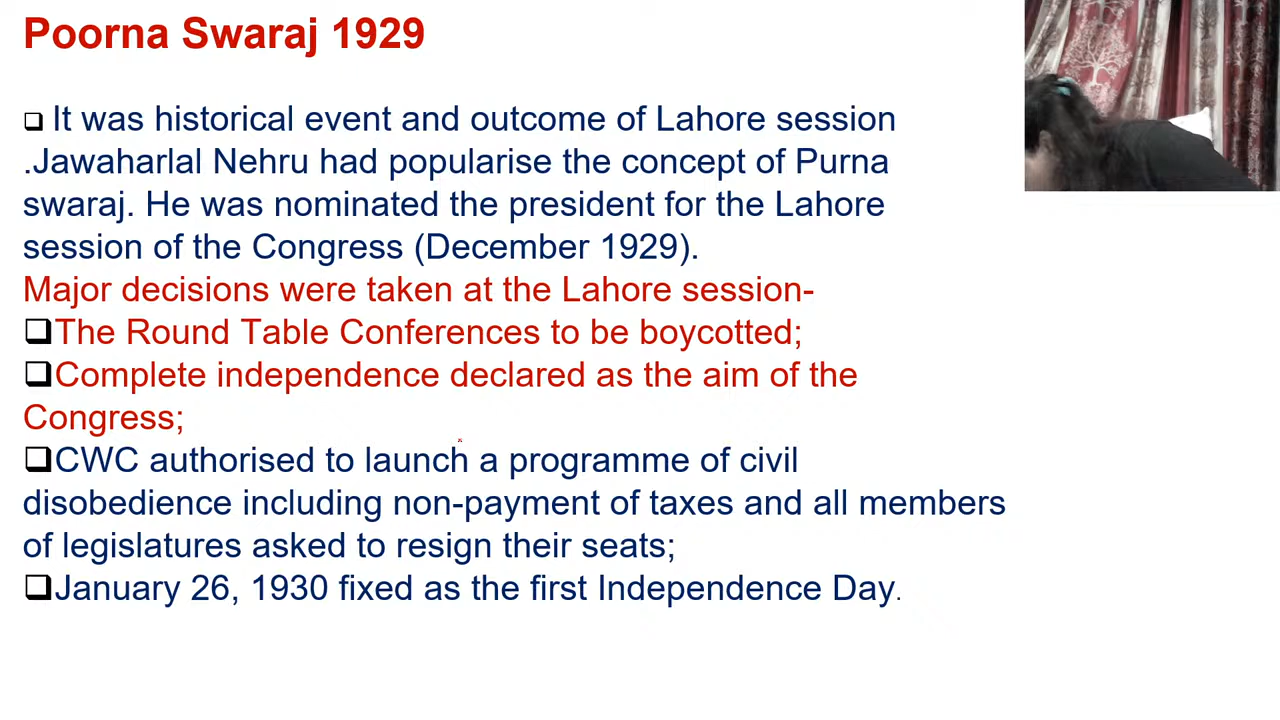 Poorna Swaraj 1929
It was historical event and outcome of Lahore session
.Jawaharlal Nehru had popularise the concept of Purna
swaraj. He was nominated the president for the Lahore
session of the Congress (December 1929).
Major decisions were taken at the Lahore session-
The Round Table Conferences to be boycotted;
Complete independence declared as the aim of the
Congress;
CWC authorised to launch a programme of civil
disobedience including non-payment of taxes and all members
of legislatures asked to resign their seats;
January 26, 1930 fixed as the first Independence Day.